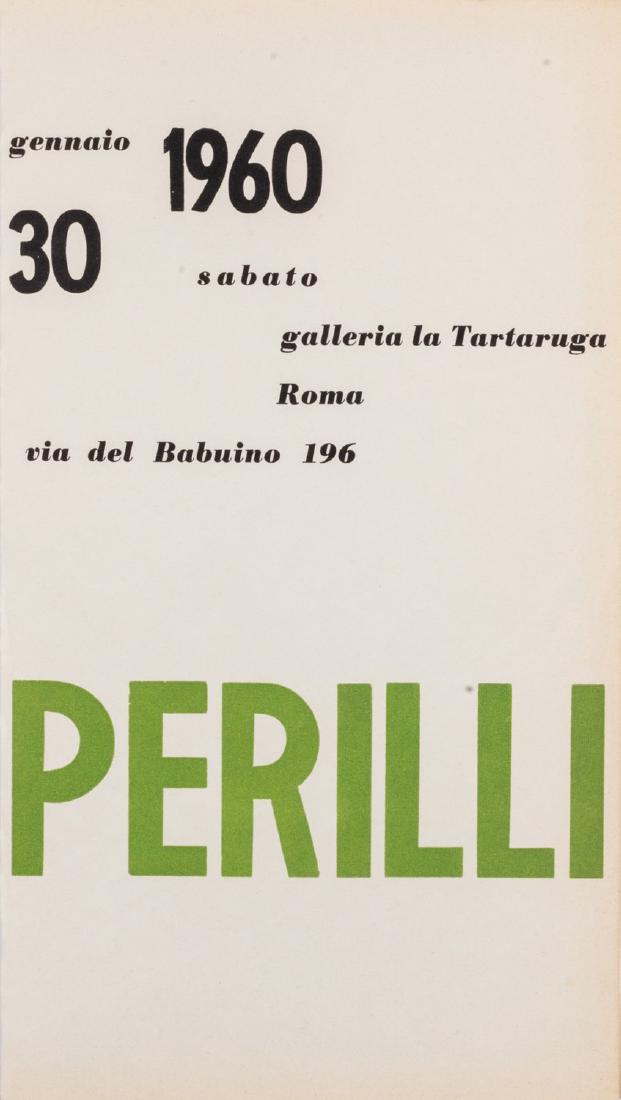 gennaio 1960
30
sabato
galleria la Tartaruga
Roma
via del Babuino 196
PERILLI